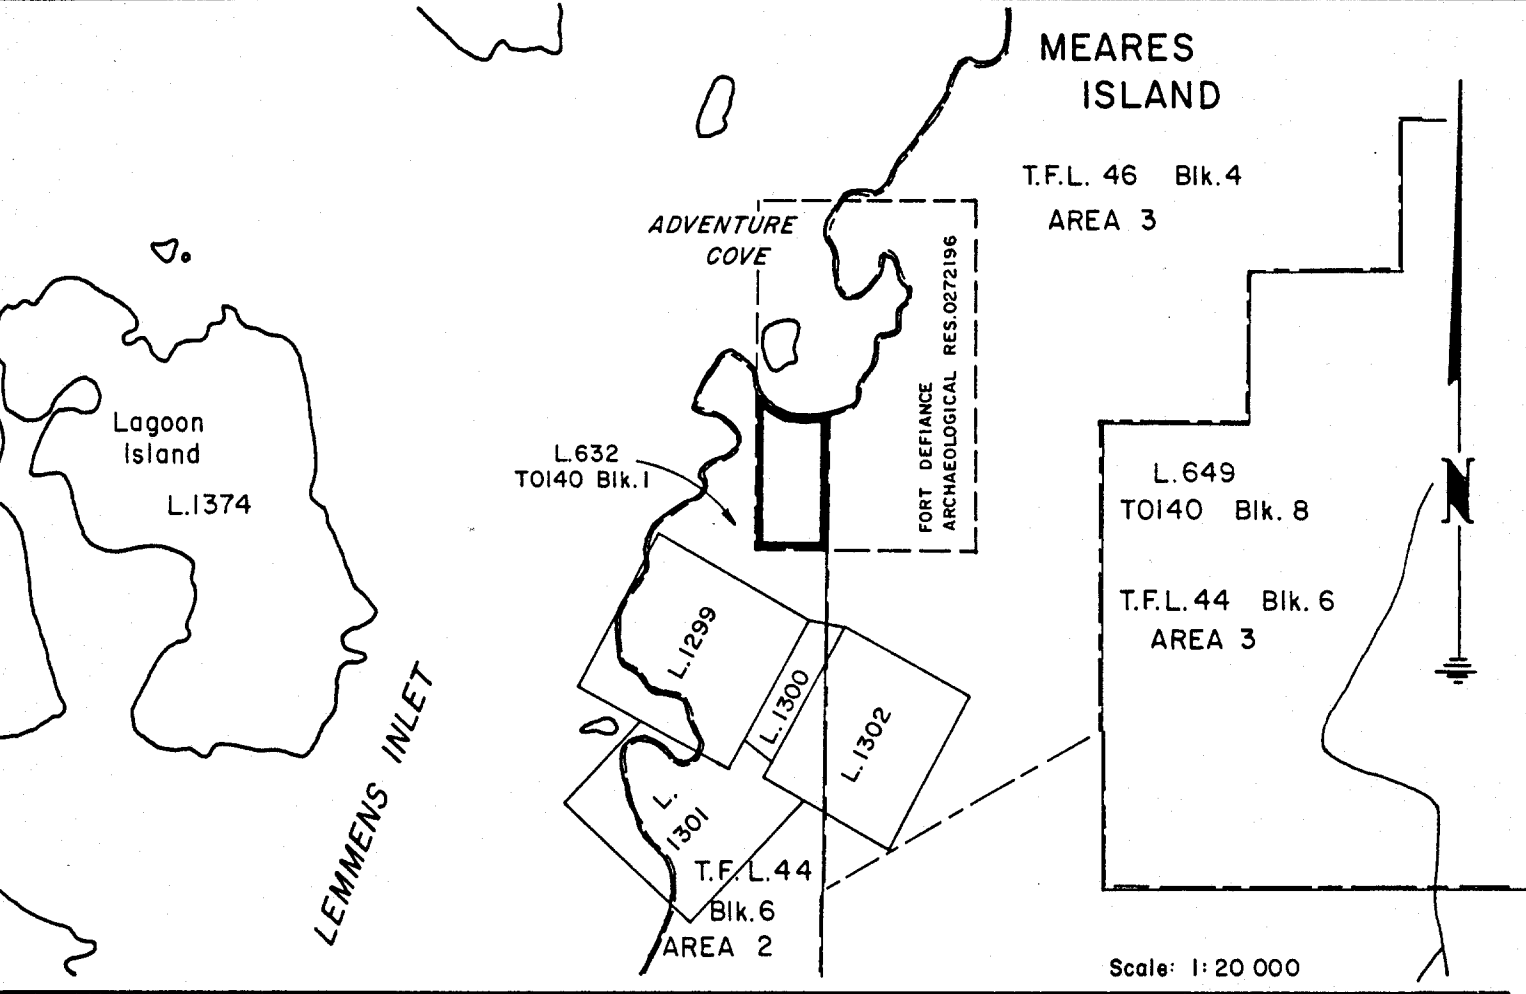 MEARES
ISLAND
T.F.L. 46 Blk. 4
AREA 3
ADVENTURE
COVE
FORT DEFIANCE
ARCHAEOLOGICAL RES. 0272196
Lagoon
Island
L.1374
L.632
T0140 Blk. 1
L.649
T0140 Blk. 8
N
T.F.L. 44 Blk. 6
AREA 3
L.1299
L.1300
L.1302
L.
1301
LEMMENS INLET
T.F.L. 44
Blk. 6
AREA 2
Scale: 1:20 000